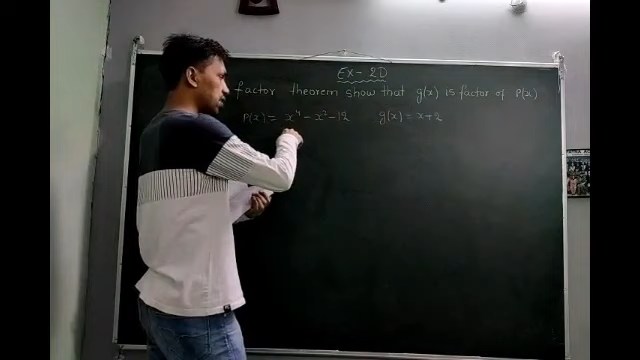 Ex - 2D
factor theorem show that g(x) is factor of P(x)
P(x) = x⁴ - x² - 12 g(x) = x + 2